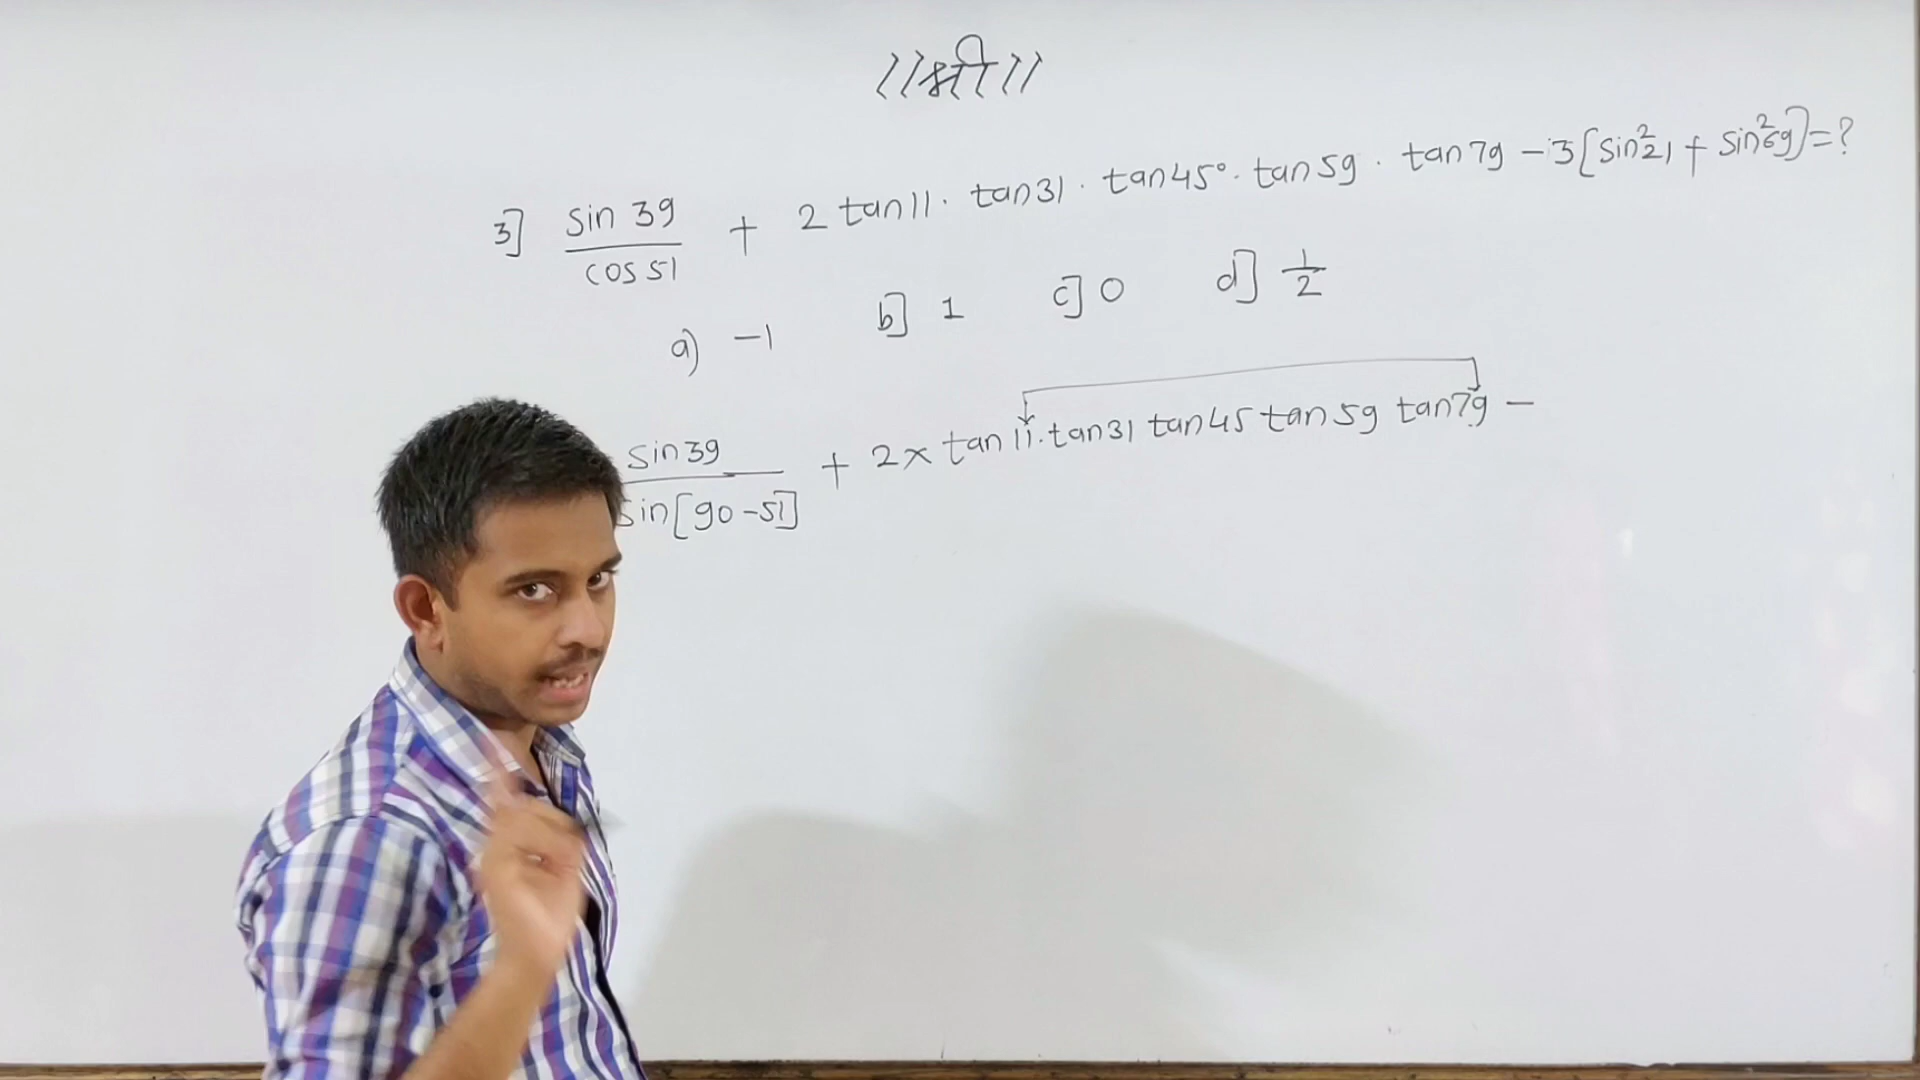 ॥श्री॥
3] sin 39 / cos 51 + 2 tan11 . tan31 . tan45° . tan59 . tan79 - 3[sin²21 + sin²69] = ?
a) -1 b] 1 c] 0 d] 1/2
sin39 / sin[90-51] + 2x tan11.tan31 tan45 tan59 tan79 -